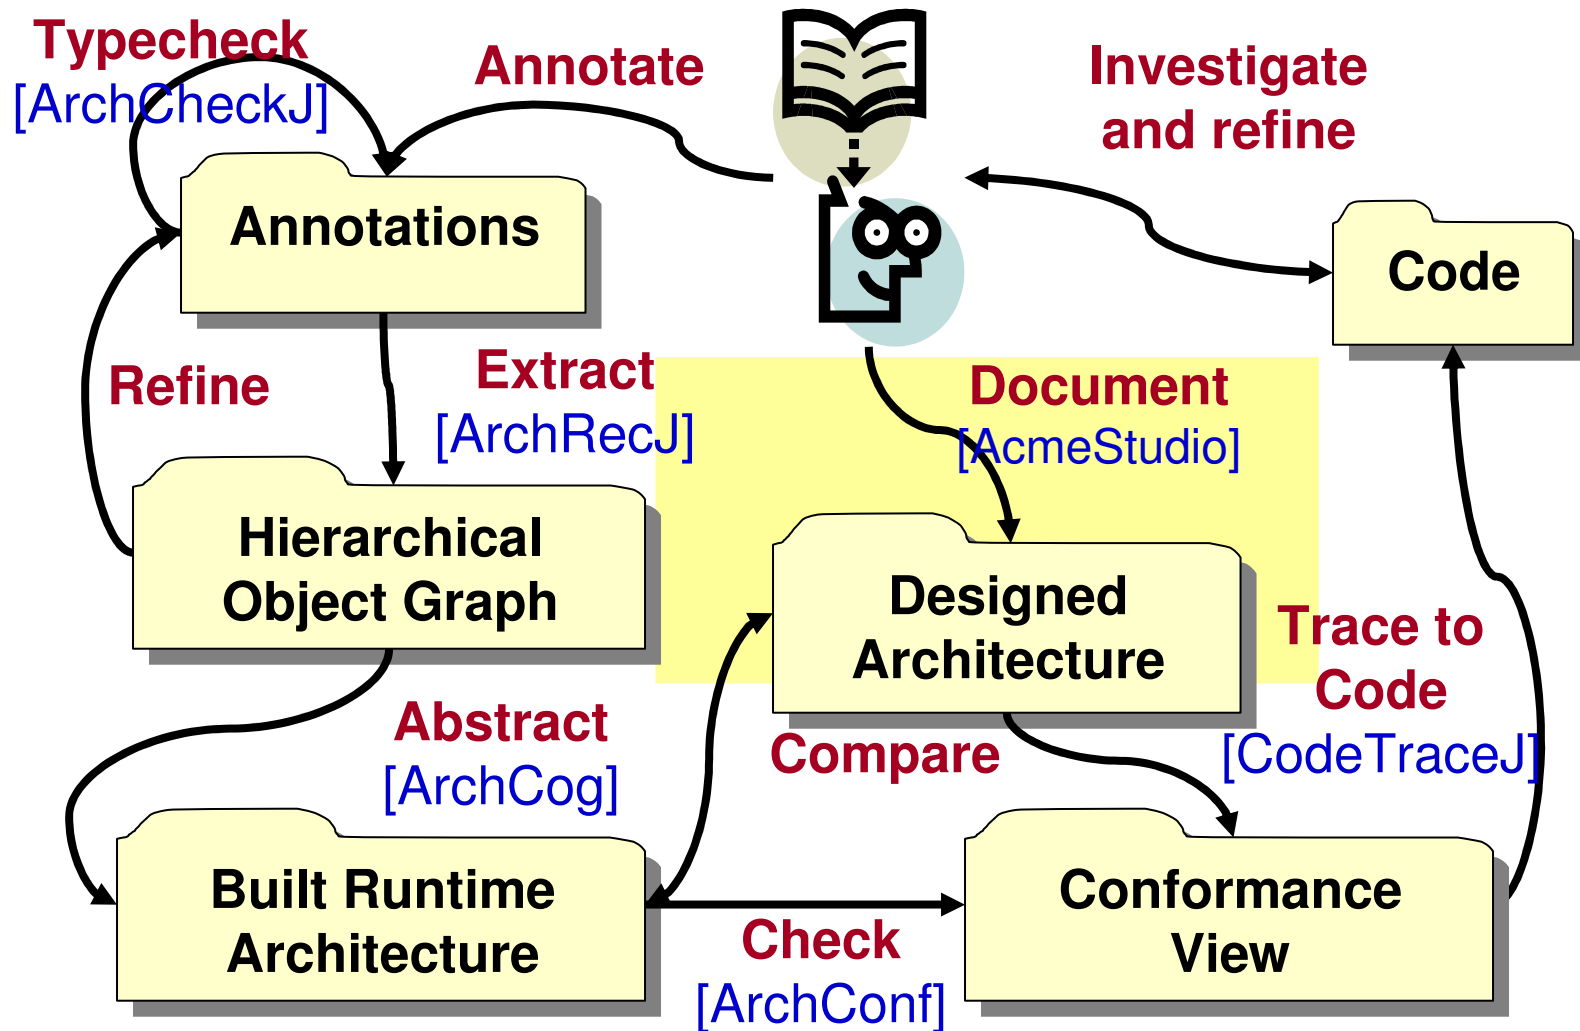 Typecheck
[ArchCheckJ]
Annotate
Investigate
and refine
Annotations
Code
Refine
Extract
[ArchRecJ]
Document
[AcmeStudio]
Hierarchical
Object Graph
Designed
Architecture
Trace to
Code
[CodeTraceJ]
Abstract
[ArchCog]
Compare
Built Runtime
Architecture
Check
[ArchConf]
Conformance
View